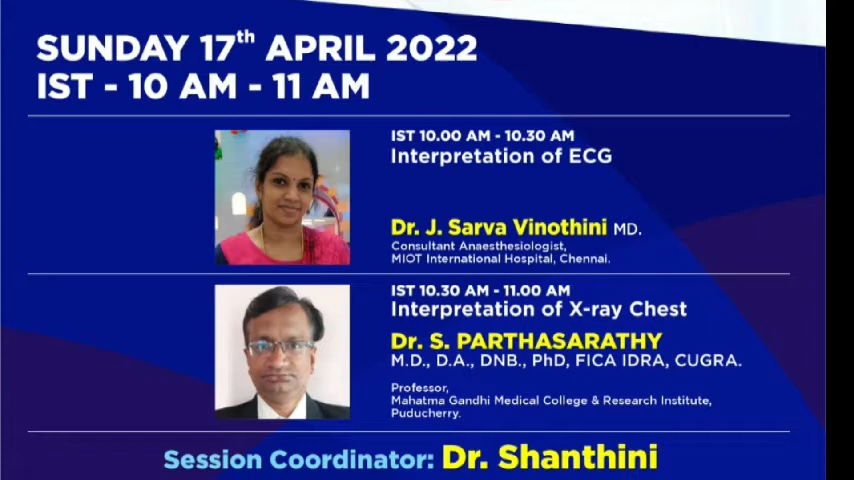 SUNDAY 17th APRIL 2022
IST - 10 AM - 11 AM
IST 10.00 AM - 10.30 AM
Interpretation of ECG
Dr. J. Sarva Vinothini MD.
Consultant Anaesthesiologist,
MIOT International Hospital, Chennai.
IST 10.30 AM - 11.00 AM
Interpretation of X-ray Chest
Dr. S. PARTHASARATHY
M.D., D.A., DNB., PhD, FICA IDRA, CUGRA.
Professor,
Mahatma Gandhi Medical College & Research Institute,
Puducherry.
Session Coordinator: Dr. Shanthini